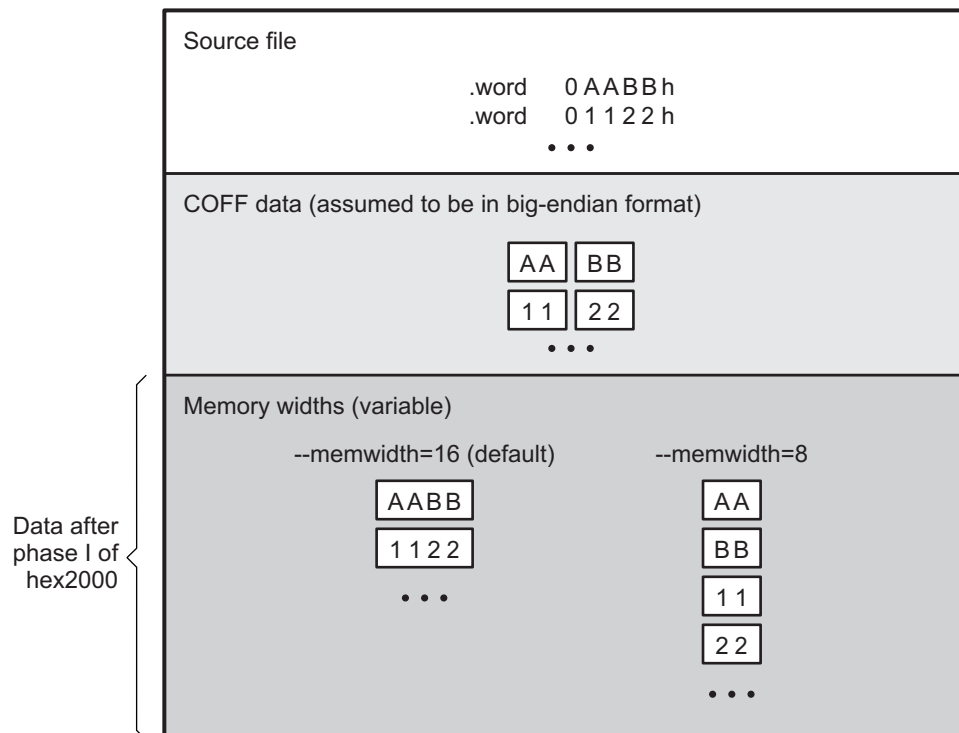 Source file
.word 0AABBh
.word 01122h
• • •
COFF data (assumed to be in big-endian format)
AA BB
11 22
• • •
Memory widths (variable)
--memwidth=16 (default)
AABB
1122
• • •
--memwidth=8
AA
BB
11
22
• • •
Data after
phase I of
hex2000